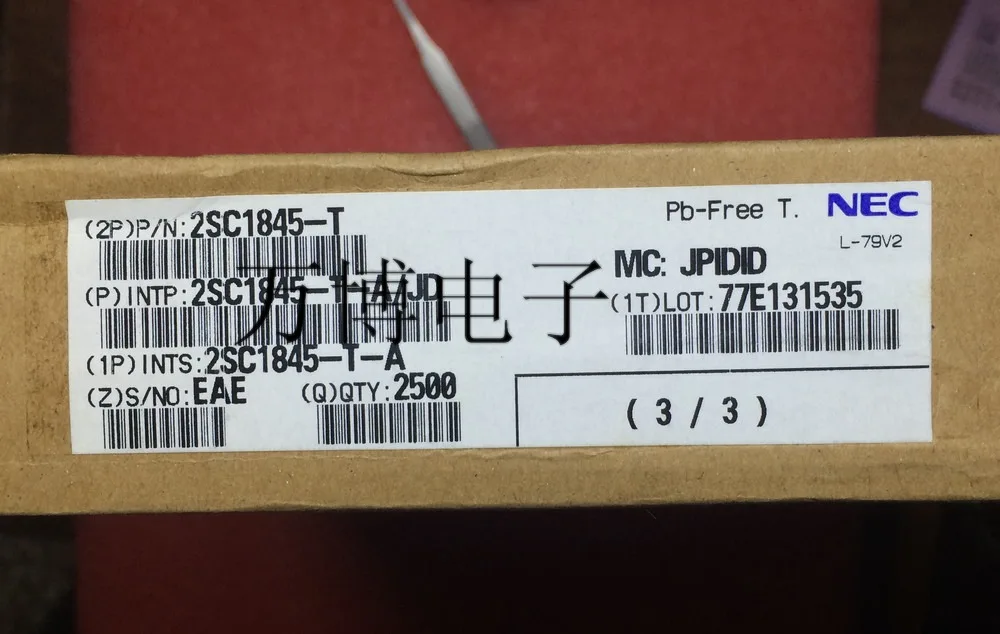 (2P)P/N: 2SC1845-T
(P)INTP: 2SC1845-T-A/JD
(1P)INTS: 2SC1845-T-A
(Z)S/NO: EAE (Q)QTY: 2500
Pb-Free T. NEC
L-79V2
MC: JPIDID
(1T)LOT: 77E131535
(3/3)
万博电子